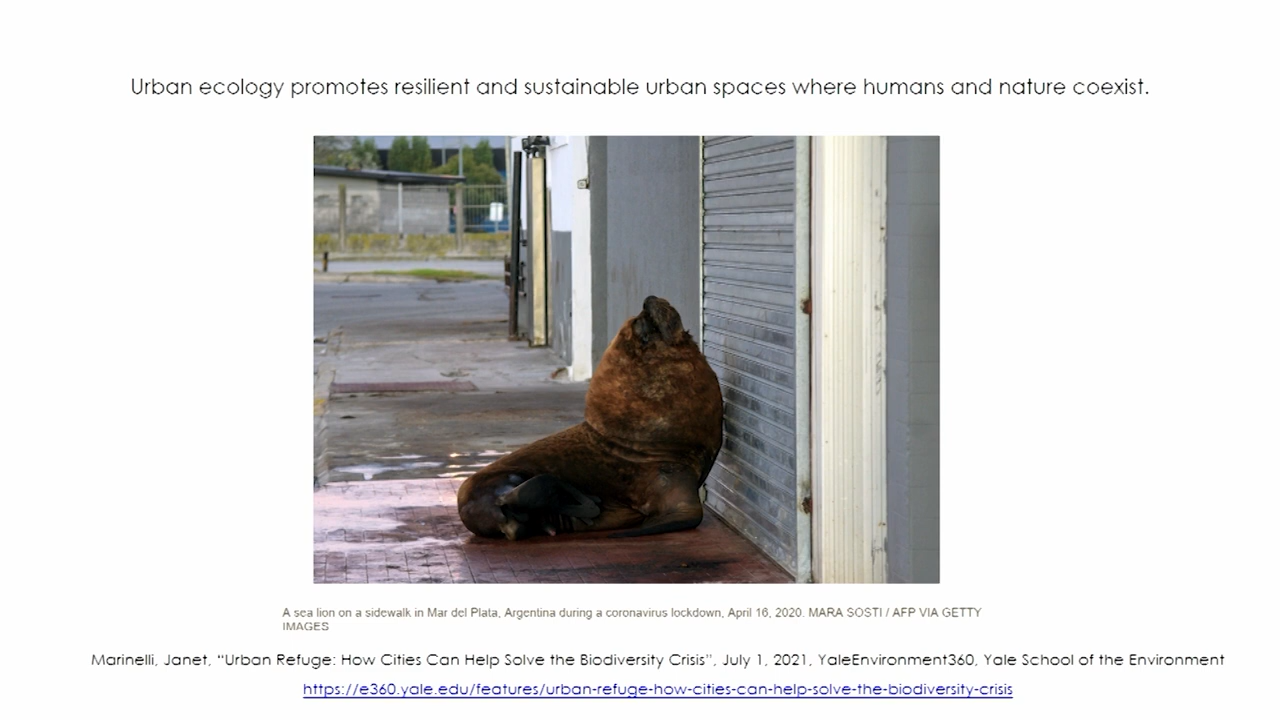 Urban ecology promotes resilient and sustainable urban spaces where humans and nature coexist.
A sea lion on a sidewalk in Mar del Plata, Argentina during a coronavirus lockdown, April 16, 2020. MARA SOSTI / AFP VIA GETTY
IMAGES
Marinelli, Janet, “Urban Refuge: How Cities Can Help Solve the Biodiversity Crisis”, July 1, 2021, YaleEnvironment360, Yale School of the Environment
https://e360.yale.edu/features/urban-refuge-how-cities-can-help-solve-the-biodiversity-crisis